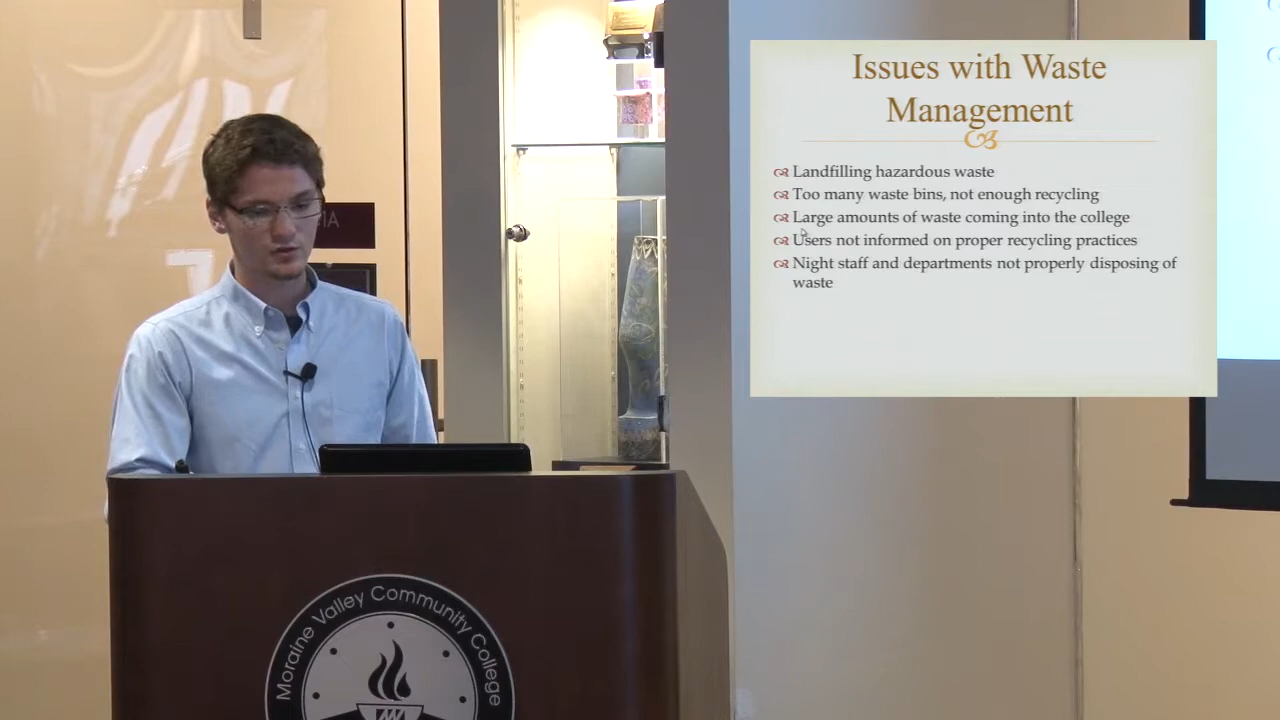 Issues with Waste
Management
Landfilling hazardous waste
Too many waste bins, not enough recycling
Large amounts of waste coming into the college
Users not informed on proper recycling practices
Night staff and departments not properly disposing of
waste
Moraine Valley Community College